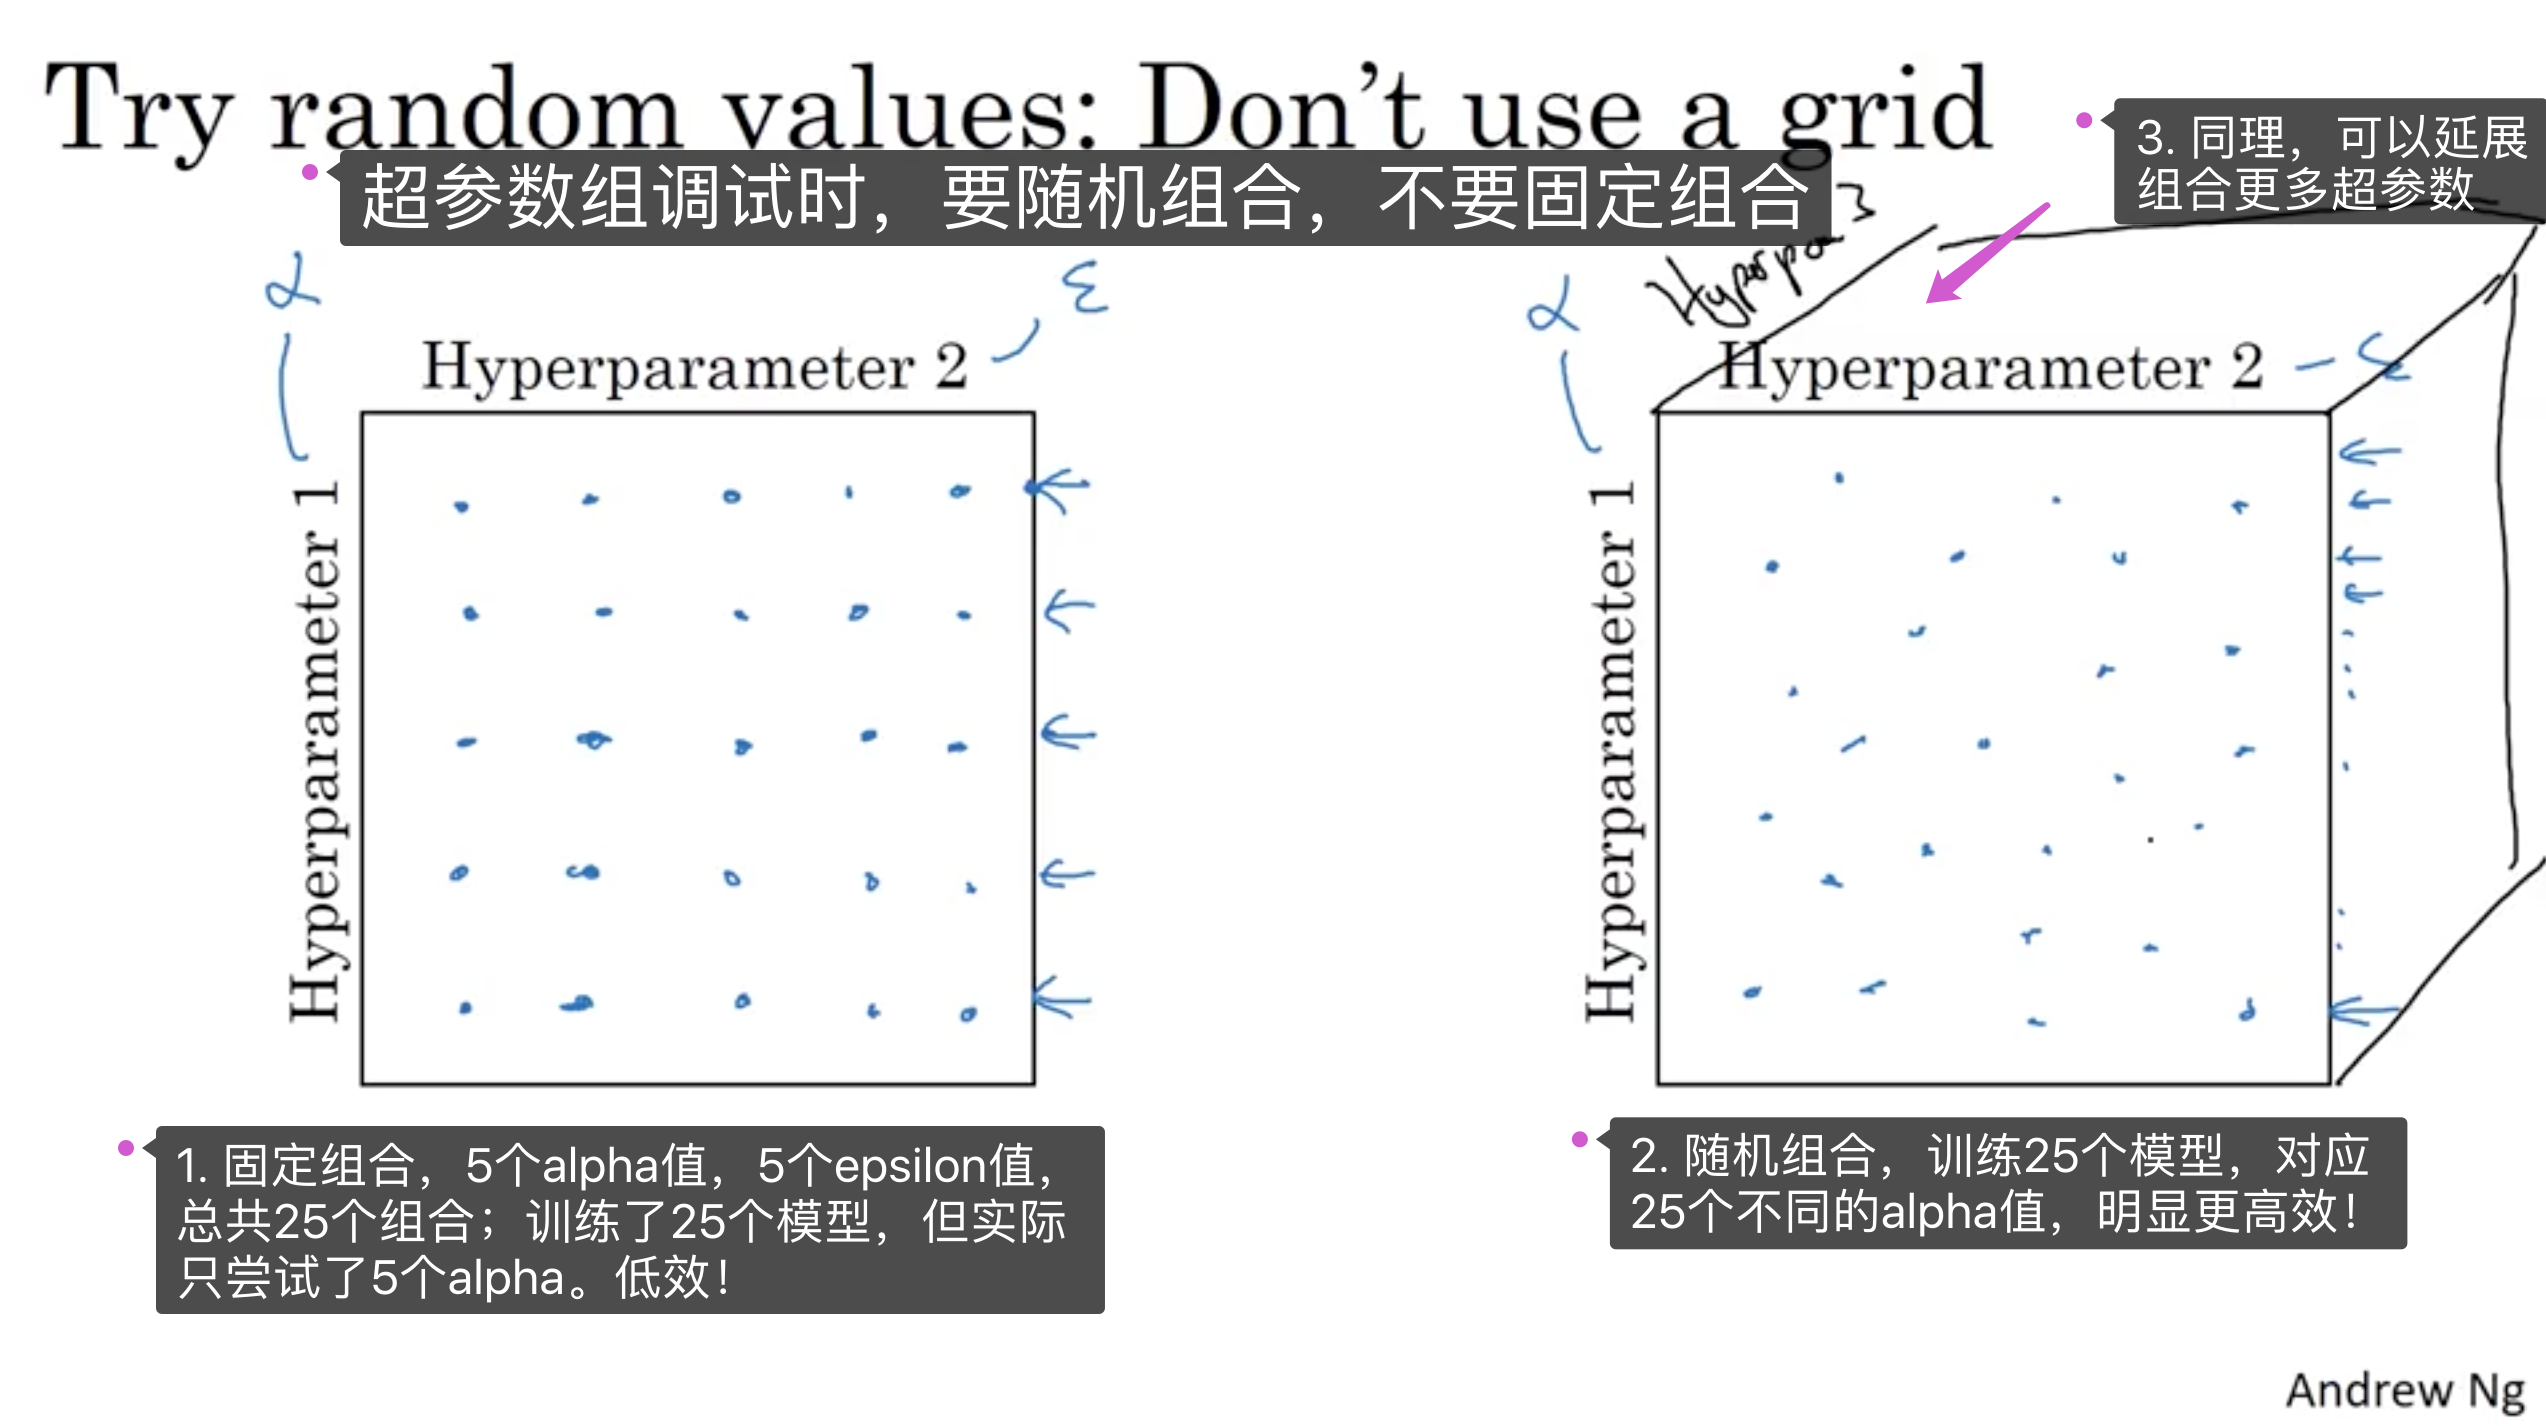 Try random values: Don't use a grid
超参数组调试时，要随机组合，不要固定组合
3. 同理，可以延展
组合更多超参数
α
ε
Hyperparameter 2
Hyperparameter 1
α
Hyperpar 3
Hyperparameter 2
ε
Hyperparameter 1
1. 固定组合，5个alpha值，5个epsilon值，
总共25个组合；训练了25个模型，但实际
只尝试了5个alpha。低效！
2. 随机组合，训练25个模型，对应
25个不同的alpha值，明显更高效！
Andrew Ng